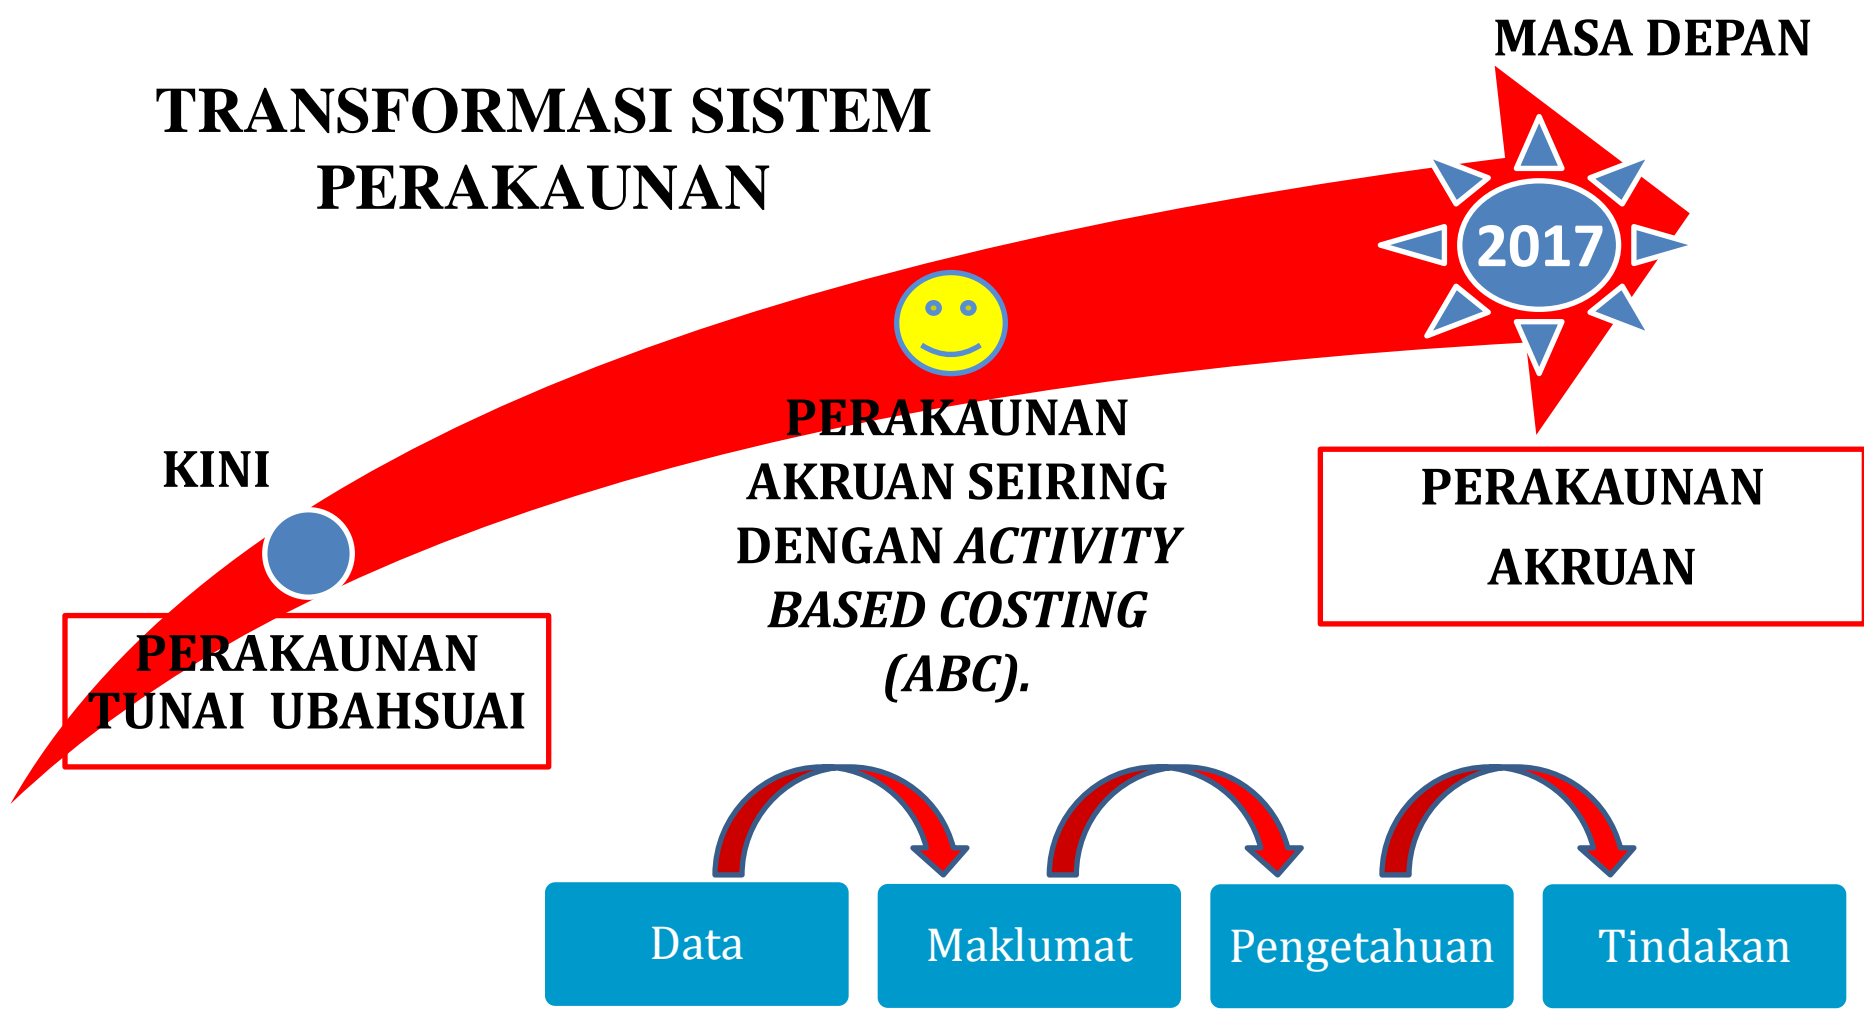 MASA DEPAN
TRANSFORMASI SISTEM
PERAKAUNAN
2017
KINI
PERAKAUNAN
TUNAI UBAHSUAI
PERAKAUNAN
AKRUAN SEIRING
DENGAN ACTIVITY
BASED COSTING
(ABC).
PERAKAUNAN
AKRUAN
Data
Maklumat
Pengetahuan
Tindakan